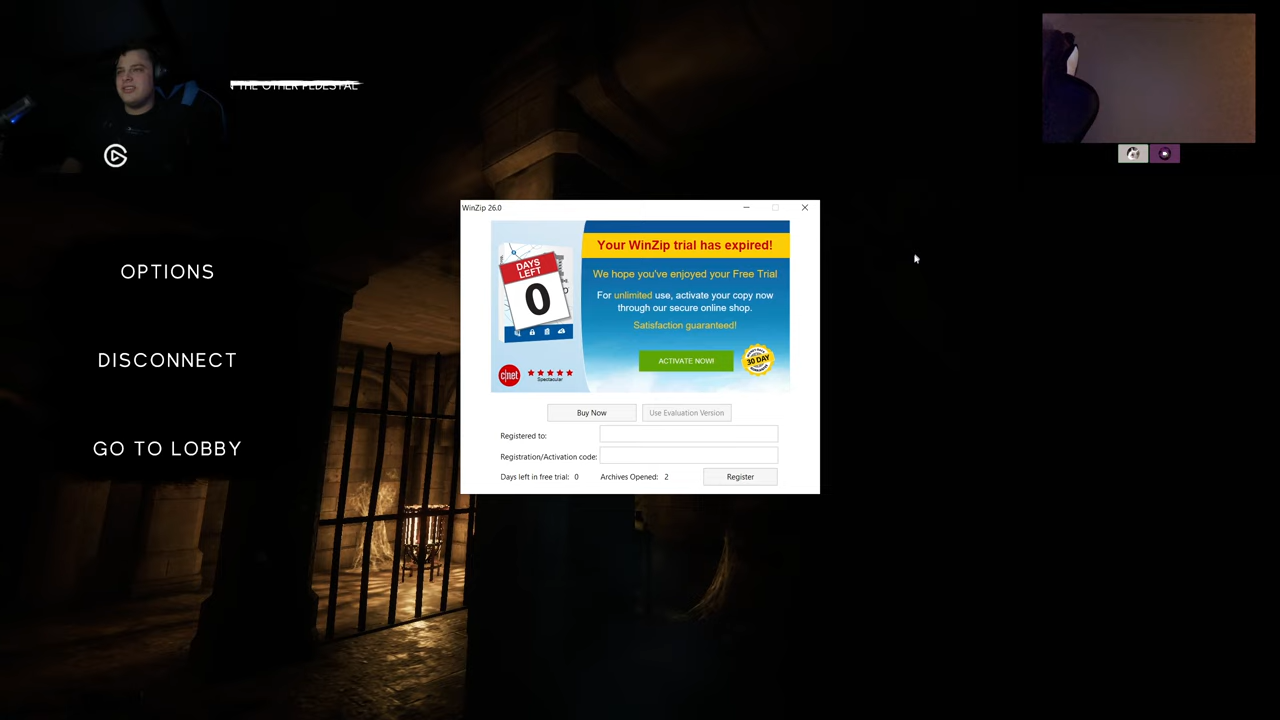 THE OTHER PEDESTAL
OPTIONS
DISCONNECT
GO TO LOBBY
WinZip 26.0
DAYS
LEFT
0
Your WinZip trial has expired!
We hope you've enjoyed your Free Trial
For unlimited use, activate your copy now
through our secure online shop.
Satisfaction guaranteed!
ACTIVATE NOW!
30 DAY
c|net
Spectacular
Buy Now
Use Evaluation Version
Registered to:
Registration/Activation code:
Days left in free trial: 0
Archives Opened: 2
Register